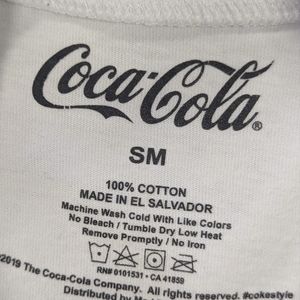 Coca-Cola®
SM
100% COTTON
MADE IN EL SALVADOR
Machine Wash Cold With Like Colors
No Bleach / Tumble Dry Low Heat
Remove Promptly / No Iron
RN# 0101531 • CA 41859
©2019 The Coca-Cola Company. All rights reserved. #cokestyle
Distributed by